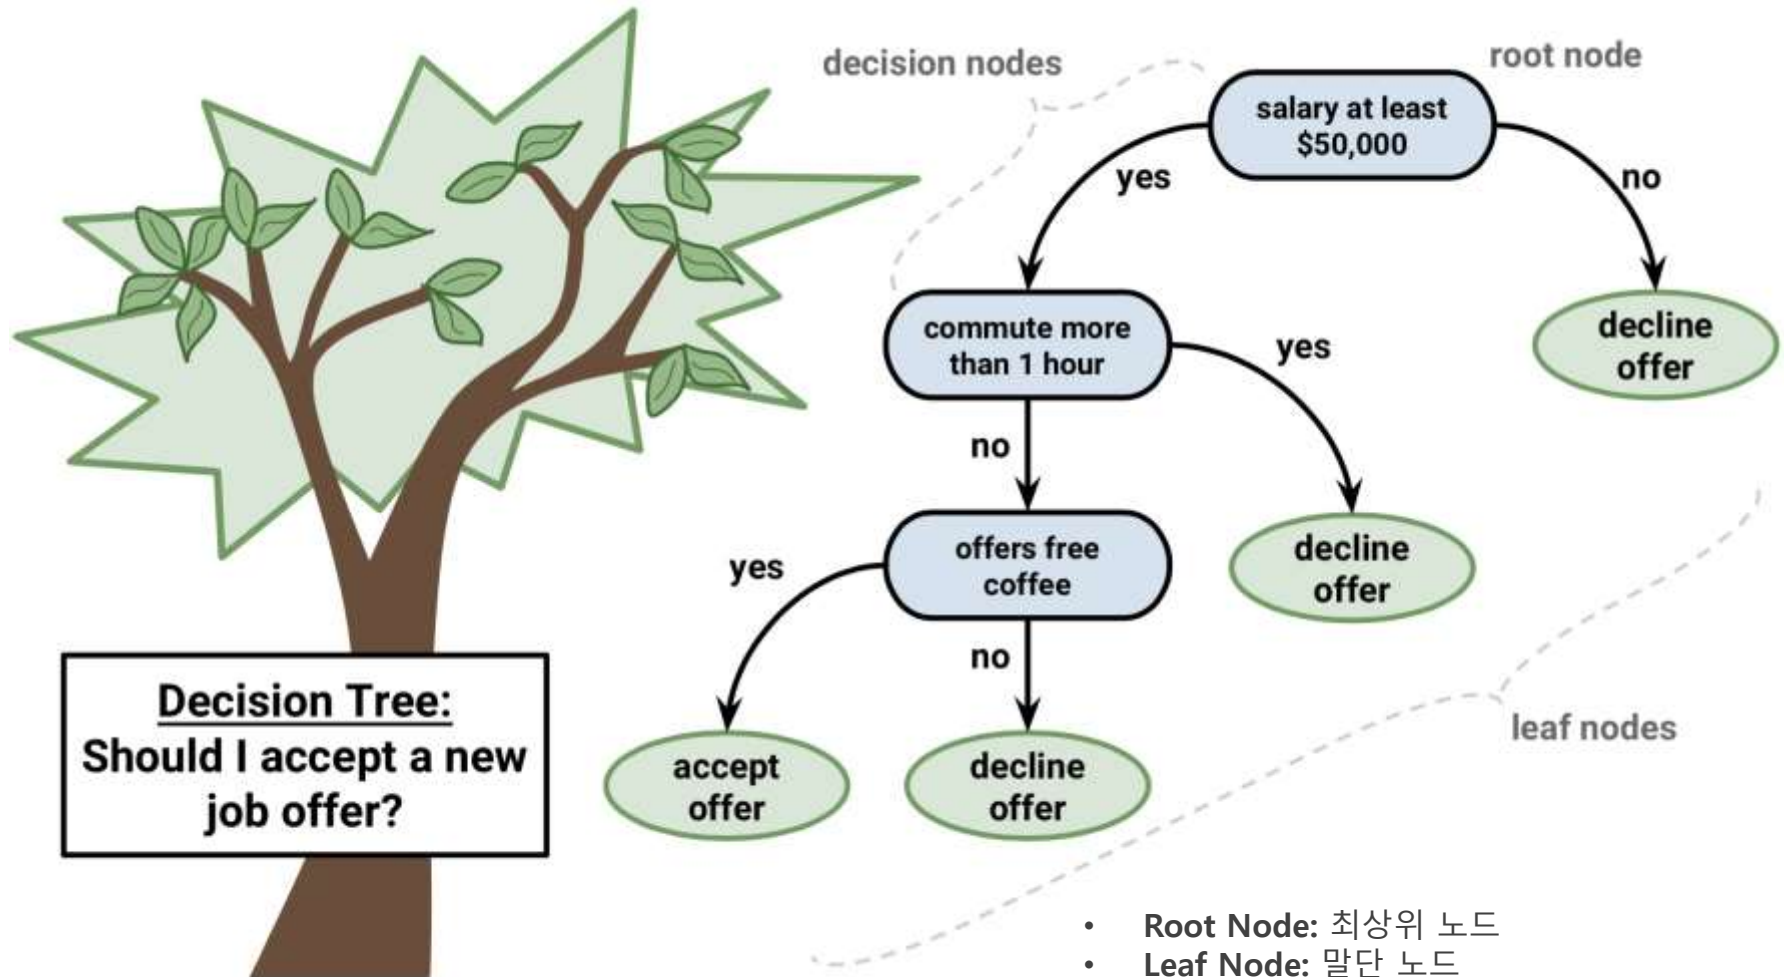 decision nodes
root node
salary at least
$50,000
yes
no
commute more
than 1 hour
yes
decline
offer
no
offers free
coffee
yes
decline
offer
no
accept
offer
decline
offer
leaf nodes
Decision Tree:
Should I accept a new
job offer?
• Root Node: 최상위 노드
• Leaf Node: 말단 노드